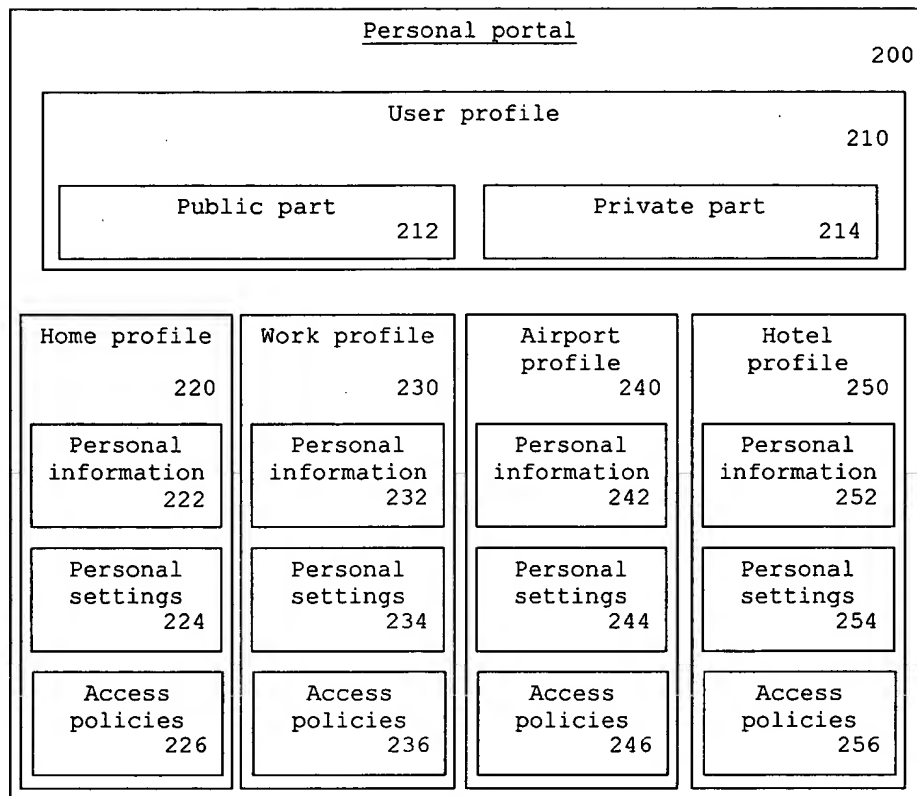 Personal portal
200
User profile
210
Public part
212
Private part
214
Home profile
220
Personal
information
222
Personal
settings
224
Access
policies
226
Work profile
230
Personal
information
232
Personal
settings
234
Access
policies
236
Airport
profile
240
Personal
information
242
Personal
settings
244
Access
policies
246
Hotel
profile
250
Personal
information
252
Personal
settings
254
Access
policies
256